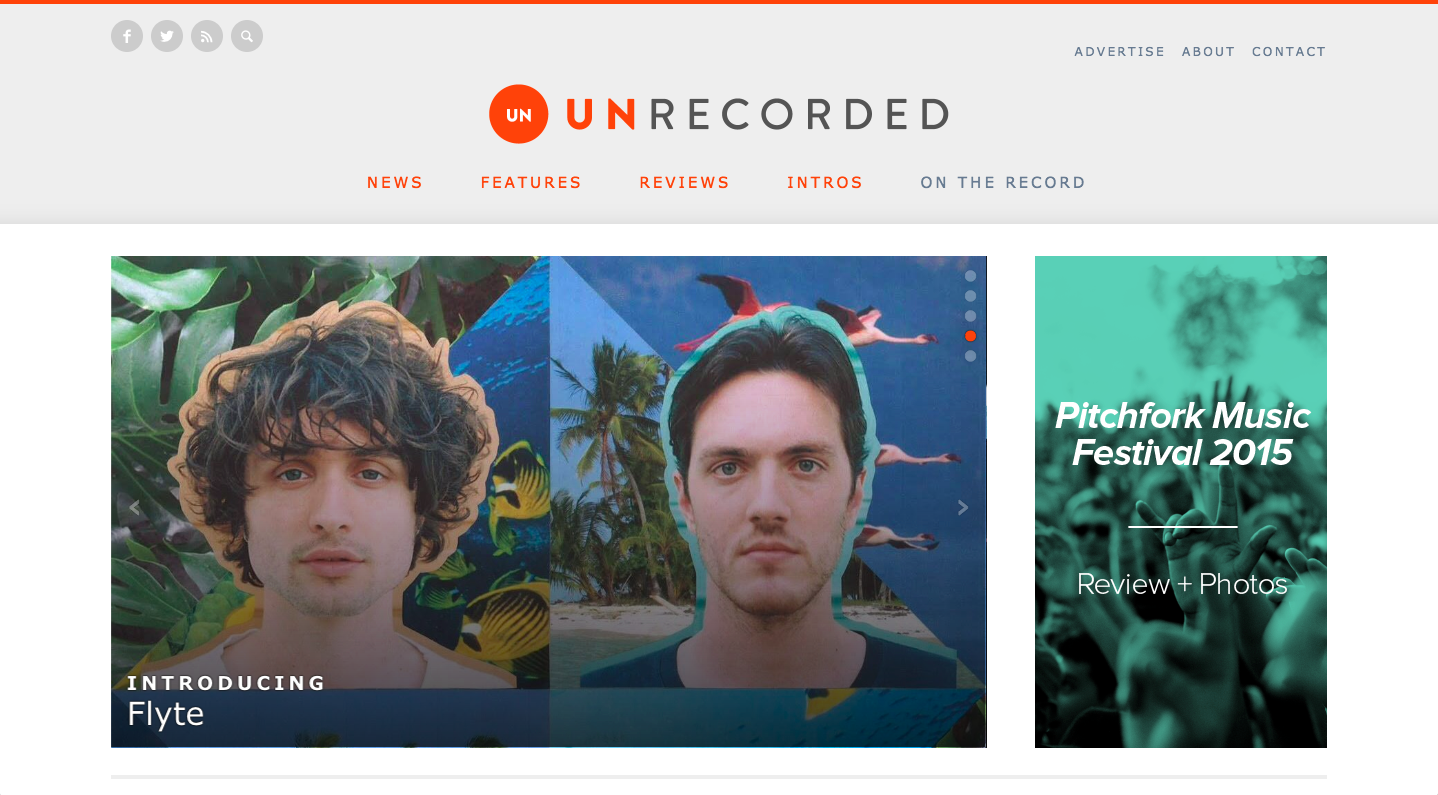 ADVERTISE ABOUT CONTACT
UN UNRECORDED
NEWS FEATURES REVIEWS INTROS ON THE RECORD
INTRODUCING
Flyte
Pitchfork Music
Festival 2015
Review + Photos